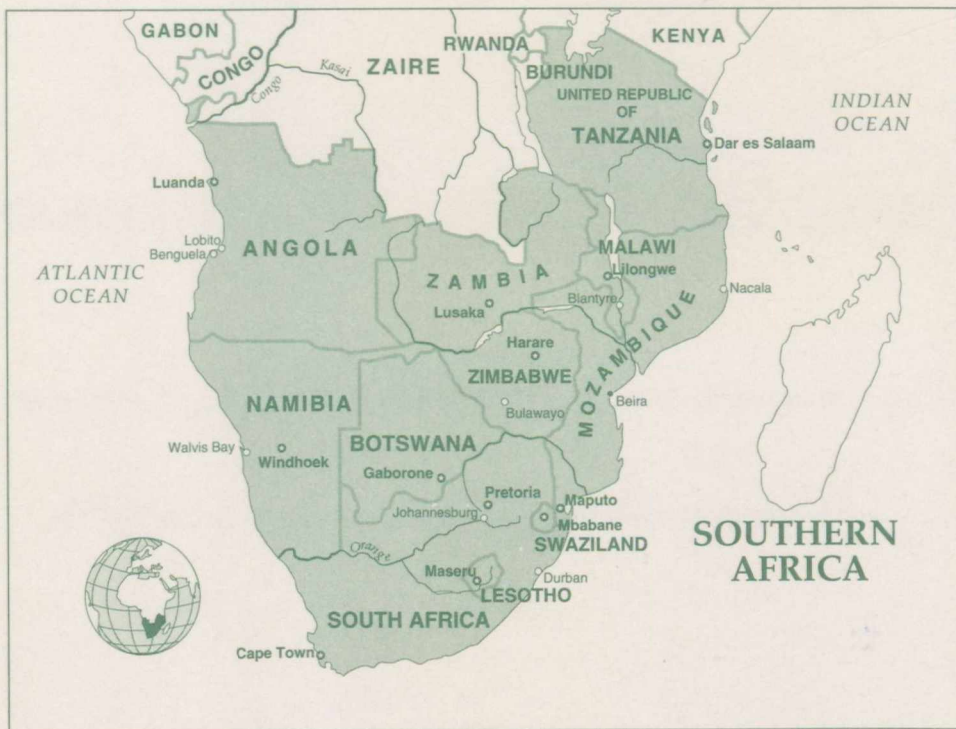 GABON
CONGO
Congo
Kasai
ZAIRE
RWANDA
BURUNDI
KENYA
UNITED REPUBLIC
OF
TANZANIA
INDIAN
OCEAN
Dar es Salaam
Luanda
Lobito
Benguela
ANGOLA
ATLANTIC
OCEAN
ZAMBIA
Lusaka
MALAWI
Lilongwe
Blantyre
Nacala
MOZAMBIQUE
Harare
ZIMBABWE
Bulawayo
Beira
NAMIBIA
Walvis Bay
Windhoek
BOTSWANA
Gaborone
Pretoria
Johannesburg
Maputo
Mbabane
SWAZILAND
Orange
Maseru
LESOTHO
Durban
SOUTH AFRICA
Cape Town
SOUTHERN
AFRICA